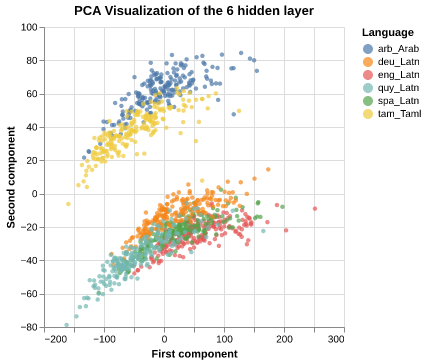 PCA Visualization of the 6 hidden layer
Language
arb_Arab
deu_Latn
eng_Latn
quy_Latn
spa_Latn
tam_Taml
Second component
100
80
60
40
20
0
−20
−40
−60
−80
−200 −100 0 100 200 300
First component